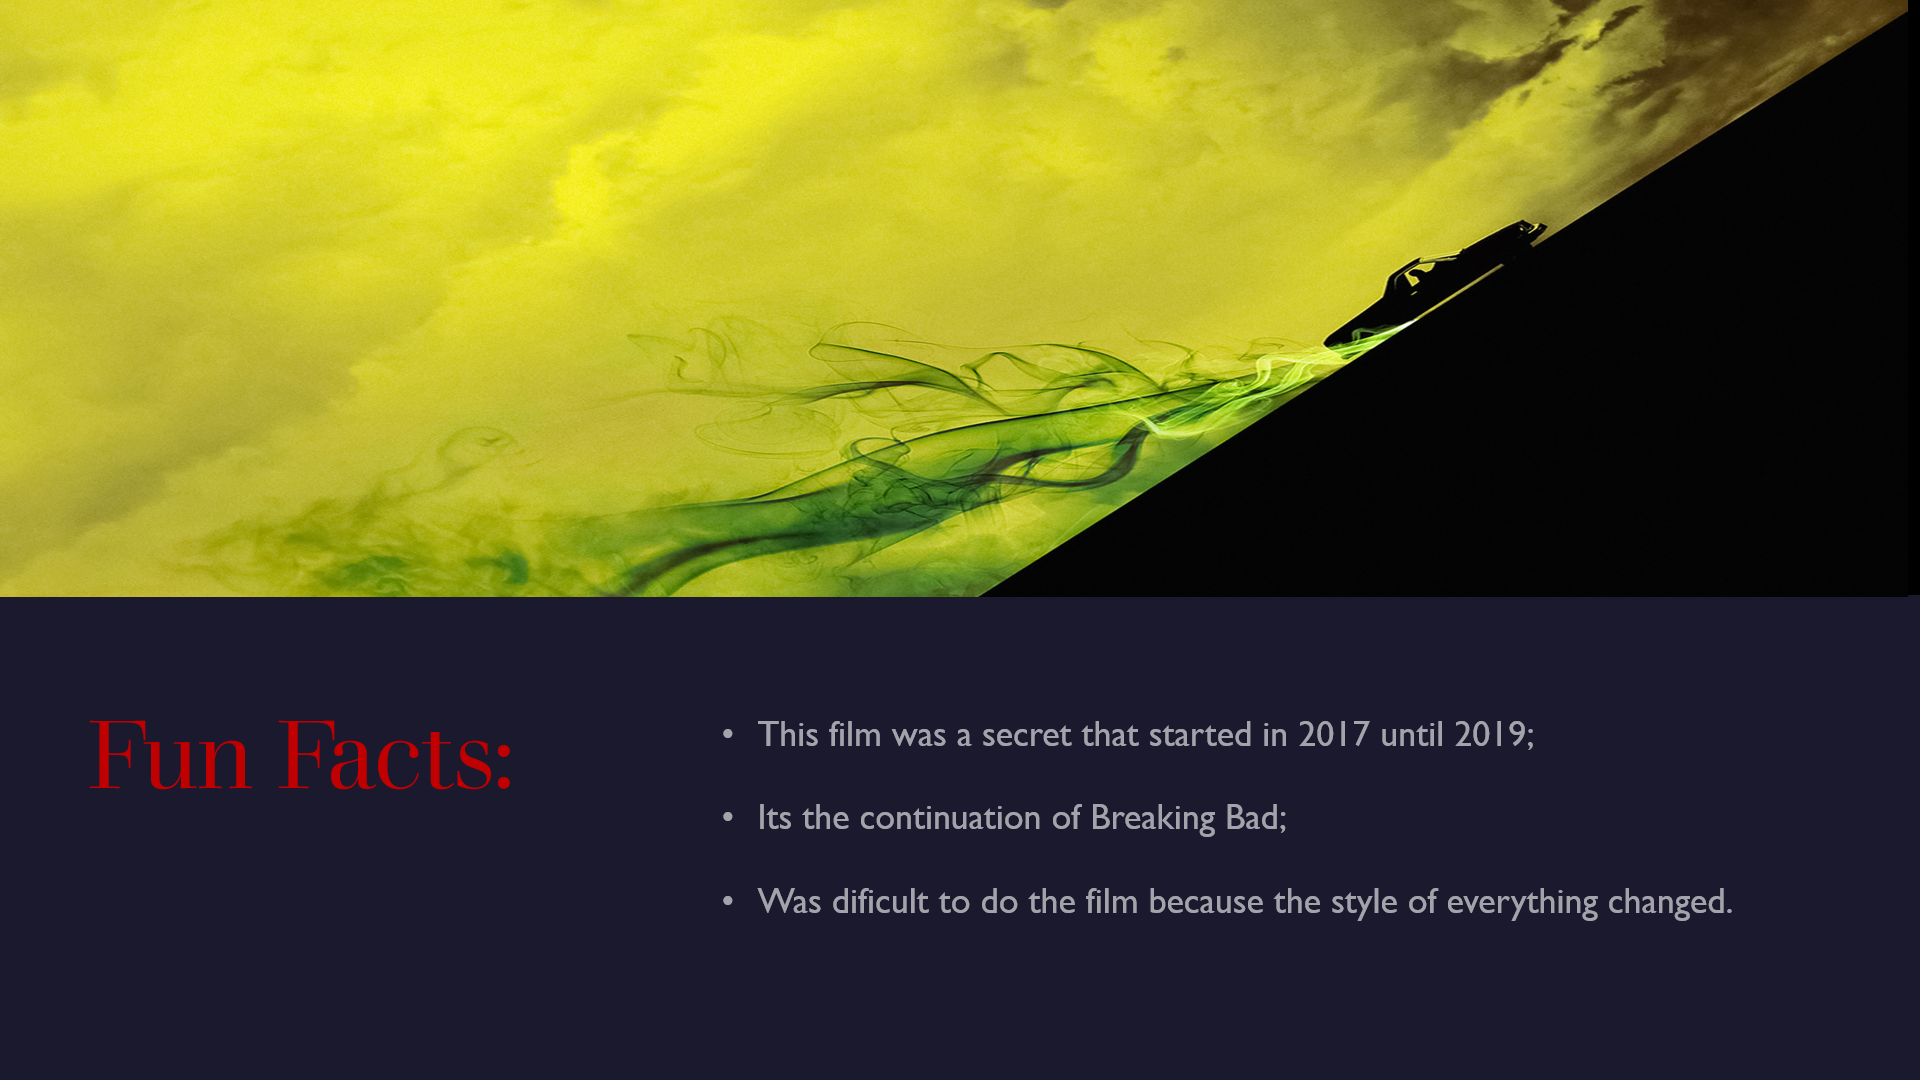 Fun Facts:
• This film was a secret that started in 2017 until 2019;
• Its the continuation of Breaking Bad;
• Was dificult to do the film because the style of everything changed.